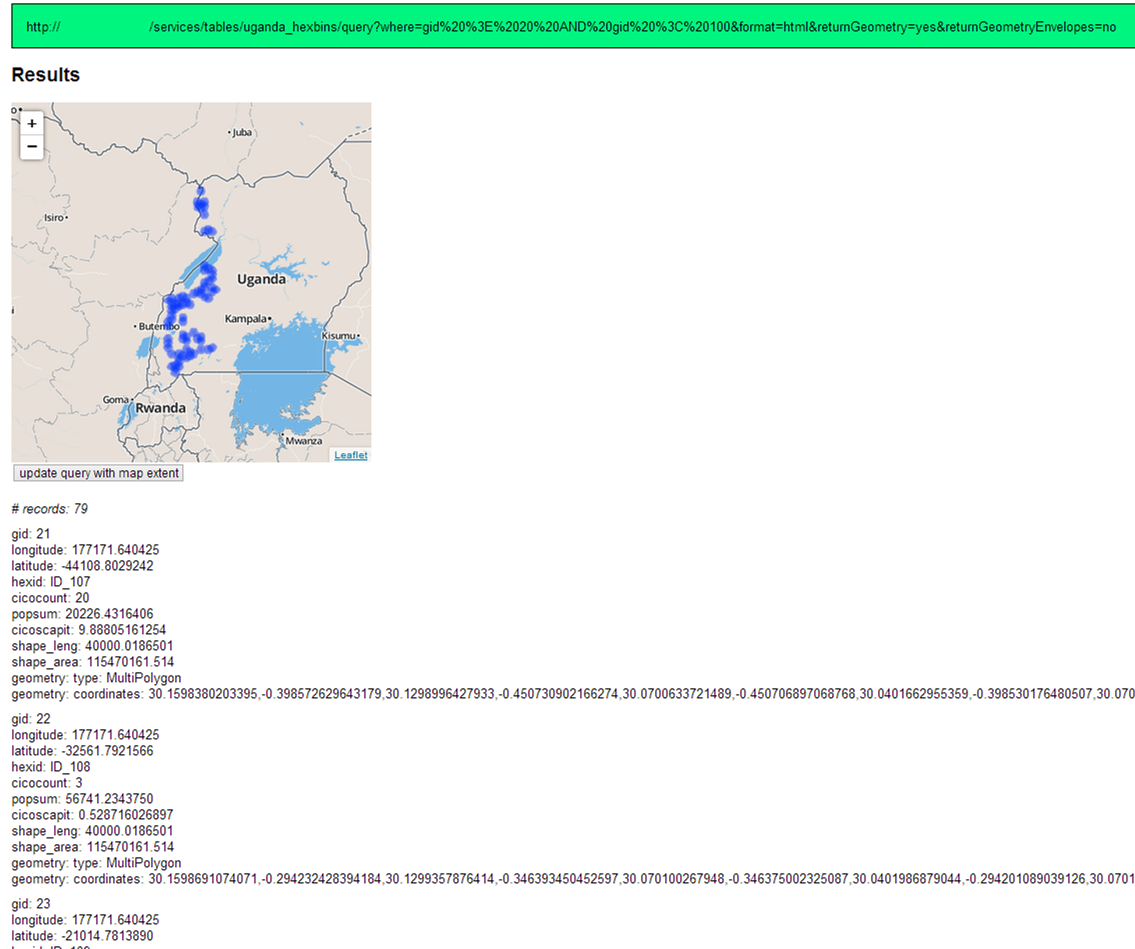 http:// /services/tables/uganda_hexbins/query?where=gid%20%3E%2020%20AND%20gid%20%3C%20100&format=html&returnGeometry=yes&returnGeometryEnvelopes=no
Results
+
−
Juba
Isiro
Uganda
Kampala
Butembo
Kisumu
Goma
Rwanda
Mwanza
Leaflet
update query with map extent
# records: 79
gid: 21
longitude: 177171.640425
latitude: -44108.8029242
hexid: ID_107
cicocount: 20
popsum: 20226.4316406
cicoscapit: 9.88805161254
shape_leng: 40000.0186501
shape_area: 115470161.514
geometry: type: MultiPolygon
geometry: coordinates: 30.1598380203395,-0.398572629643179,30.1298996427933,-0.450730902166274,30.0700633721489,-0.450706897068768,30.0401662955359,-0.398530176480507,30.070
gid: 22
longitude: 177171.640425
latitude: -32561.7921566
hexid: ID_108
cicocount: 3
popsum: 56741.2343750
cicoscapit: 0.528716026897
shape_leng: 40000.0186501
shape_area: 115470161.514
geometry: type: MultiPolygon
geometry: coordinates: 30.1598691074071,-0.294232428394184,30.1299357876414,-0.346393450452597,30.070100267948,-0.346375002325087,30.0401986879044,-0.294201089039126,30.0701
gid: 23
longitude: 177171.640425
latitude: -21014.7813890